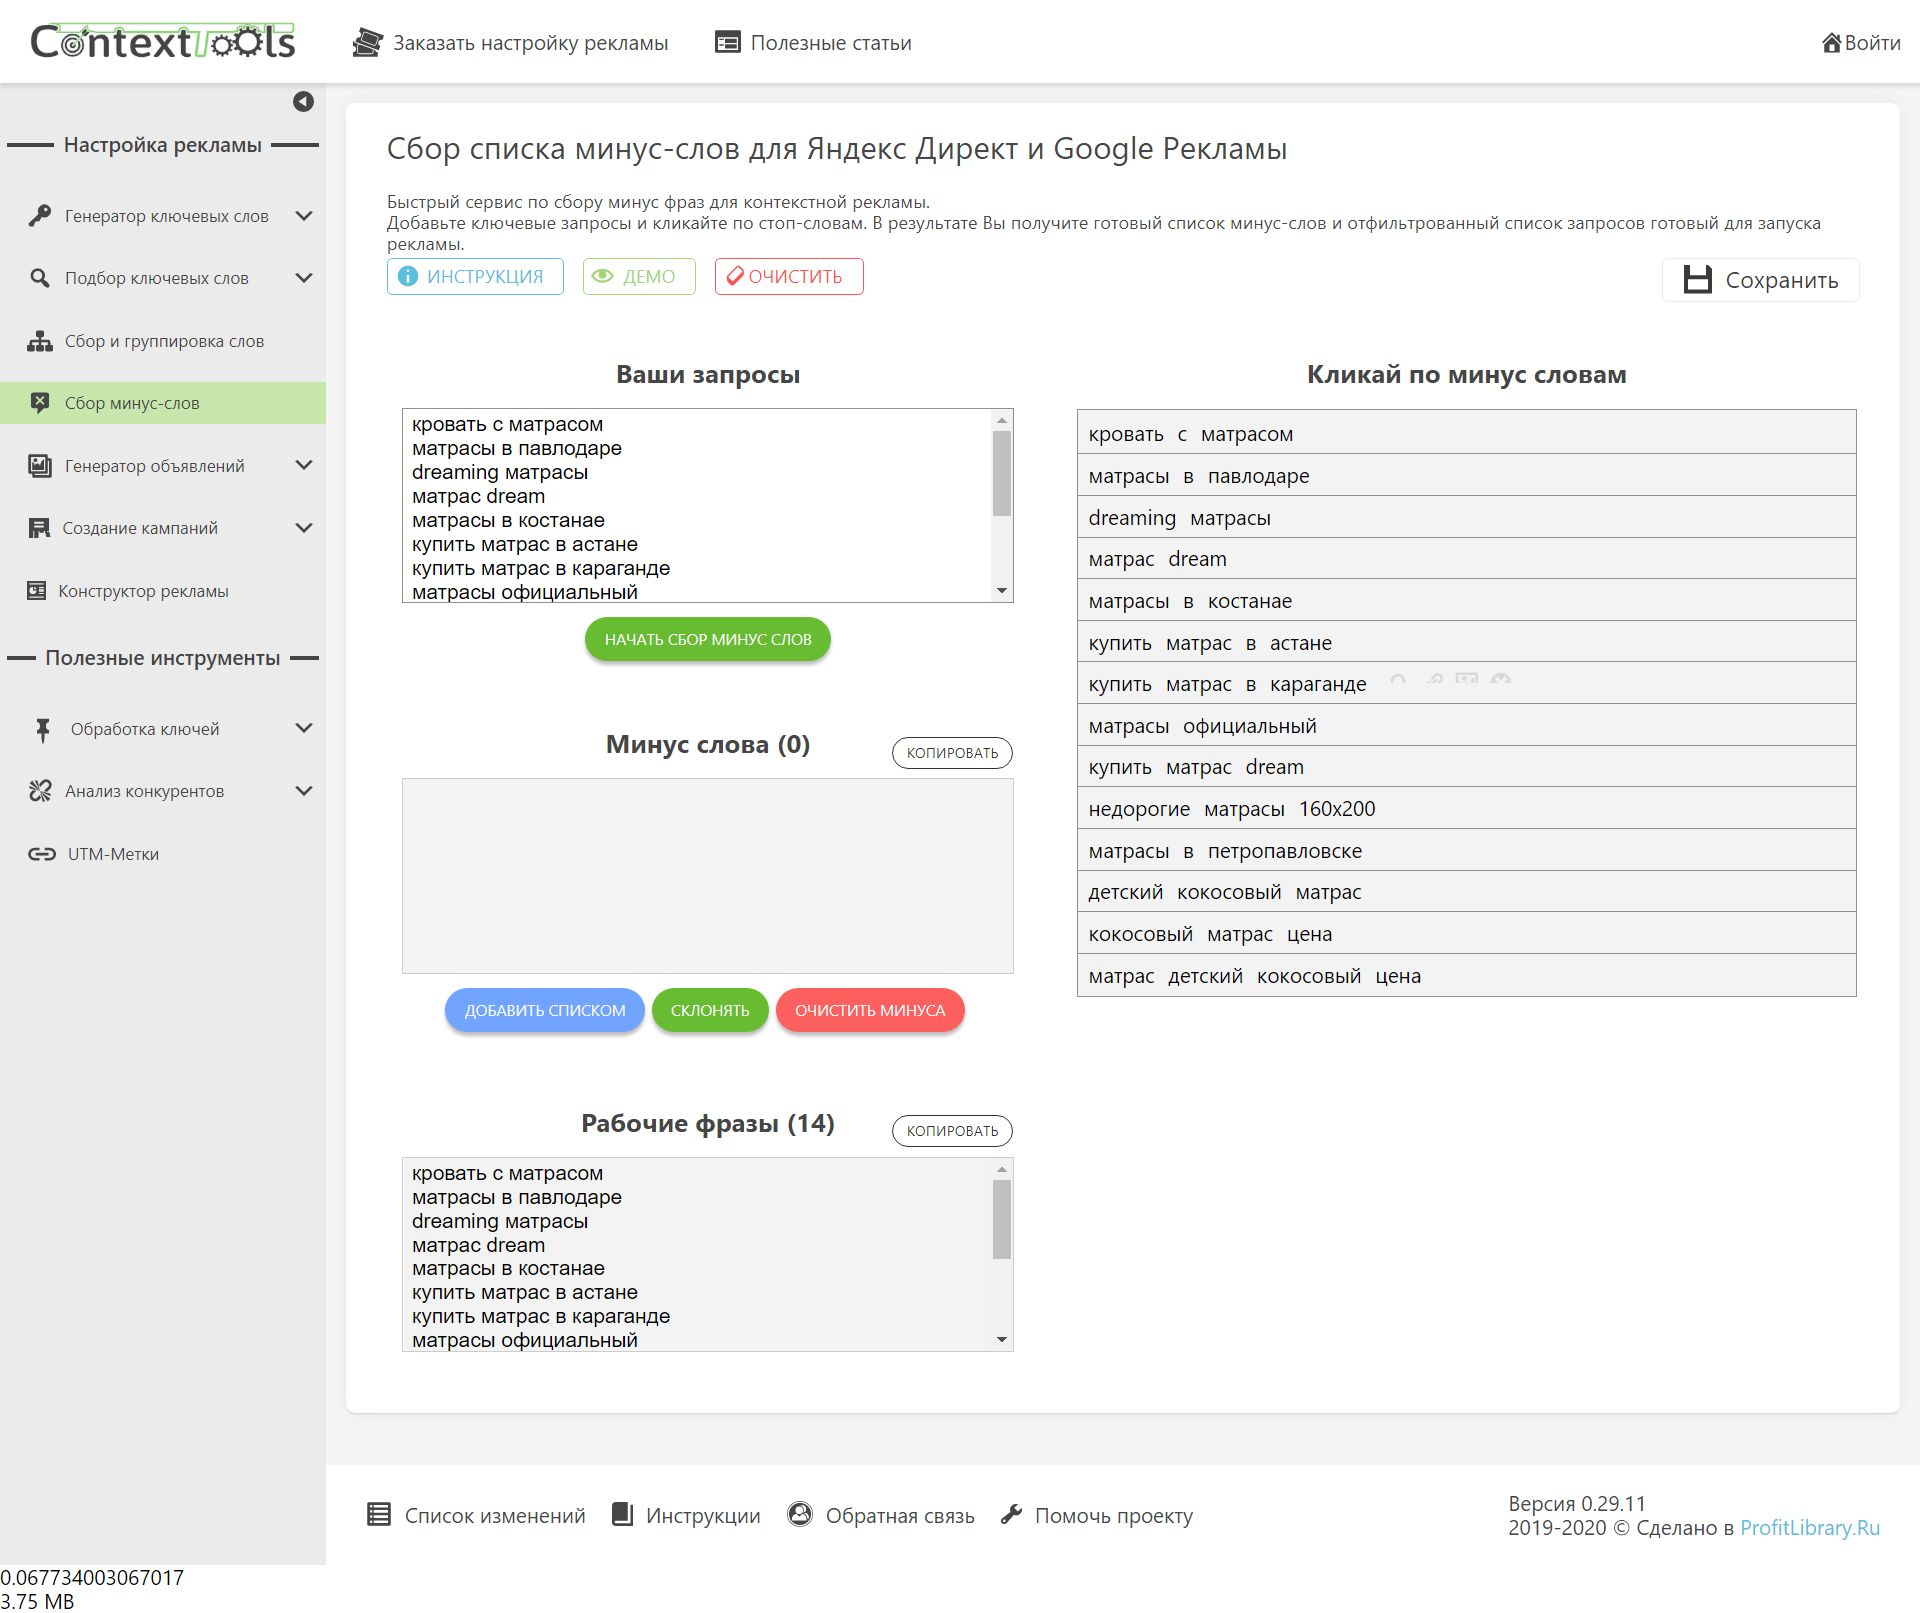 ContextTools
Заказать настройку рекламы
Полезные статьи
Войти
Настройка рекламы
Генератор ключевых слов
Подбор ключевых слов
Сбор и группировка слов
Сбор минус-слов
Генератор объявлений
Создание кампаний
Конструктор рекламы
Полезные инструменты
Обработка ключей
Анализ конкурентов
UTM-Метки
Сбор списка минус-слов для Яндекс Директ и Google Рекламы
Быстрый сервис по сбору минус фраз для контекстной рекламы.
Добавьте ключевые запросы и кликайте по стоп-словам. В результате Вы получите готовый список минус-слов и отфильтрованный список запросов готовый для запуска
рекламы.
ИНСТРУКЦИЯ
ДЕМО
ОЧИСТИТЬ
Сохранить
Ваши запросы
кровать с матрасом
матрасы в павлодаре
dreaming матрасы
матрас dream
матрасы в костанае
купить матрас в астане
купить матрас в караганде
матрасы официальный
НАЧАТЬ СБОР МИНУС СЛОВ
Минус слова (0)
КОПИРОВАТЬ
ДОБАВИТЬ СПИСКОМ
СКЛОНЯТЬ
ОЧИСТИТЬ МИНУСА
Рабочие фразы (14)
КОПИРОВАТЬ
кровать с матрасом
матрасы в павлодаре
dreaming матрасы
матрас dream
матрасы в костанае
купить матрас в астане
купить матрас в караганде
матрасы официальный
Кликай по минус словам
кровать с матрасом
матрасы в павлодаре
dreaming матрасы
матрас dream
матрасы в костанае
купить матрас в астане
купить матрас в караганде
матрасы официальный
купить матрас dream
недорогие матрасы 160x200
матрасы в петропавловске
детский кокосовый матрас
кокосовый матрас цена
матрас детский кокосовый цена
Список изменений
Инструкции
Обратная связь
Помочь проекту
Версия 0.29.11
2019-2020 © Сделано в ProfitLibrary.Ru
0.067734003067017
3.75 MB